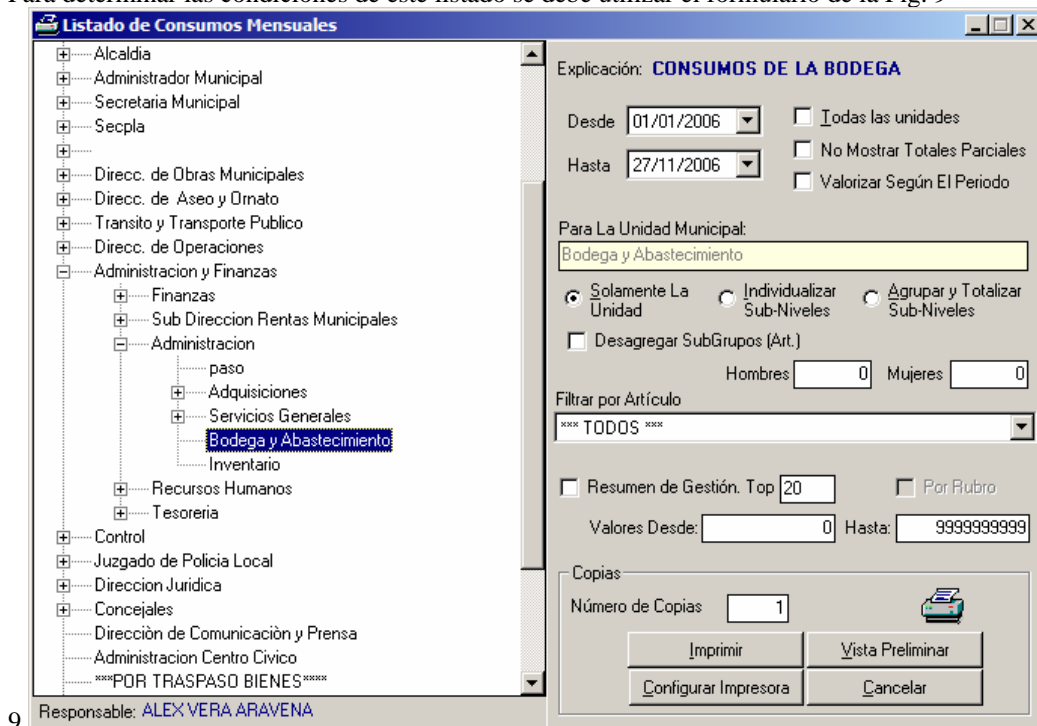 Para determinar las condiciones de este listado se debe utilizar el formulario de la Fig. 9
Listado de Consumos Mensuales
Alcaldia
Administrador Municipal
Secretaria Municipal
Secpla
Direcc. de Obras Municipales
Direcc. de Aseo y Ornato
Transito y Transporte Publico
Direcc. de Operaciones
Administracion y Finanzas
Finanzas
Sub Direccion Rentas Municipales
Administracion
paso
Adquisiciones
Servicios Generales
Bodega y Abastecimiento
Inventario
Recursos Humanos
Tesoreria
Control
Juzgado de Policia Local
Direccion Juridica
Concejales
Direcciòn de Comunicaciòn y Prensa
Administracion Centro Civico
***POR TRASPASO BIENES****
Responsable: ALEX VERA ARAVENA
Explicación: CONSUMOS DE LA BODEGA
Desde 01/01/2006
Todas las unidades
No Mostrar Totales Parciales
Hasta 27/11/2006
Valorizar Según El Periodo
Para La Unidad Municipal:
Bodega y Abastecimiento
Solamente La Unidad
Individualizar Sub-Niveles
Agrupar y Totalizar Sub-Niveles
Desagregar SubGrupos (Art.)
Hombres 0 Mujeres 0
Filtrar por Artículo
*** TODOS ***
Resumen de Gestión. Top 20 Por Rubro
Valores Desde: 0 Hasta: 9999999999
Copias
Número de Copias 1
Imprimir Vista Preliminar
Configurar Impresora Cancelar
9